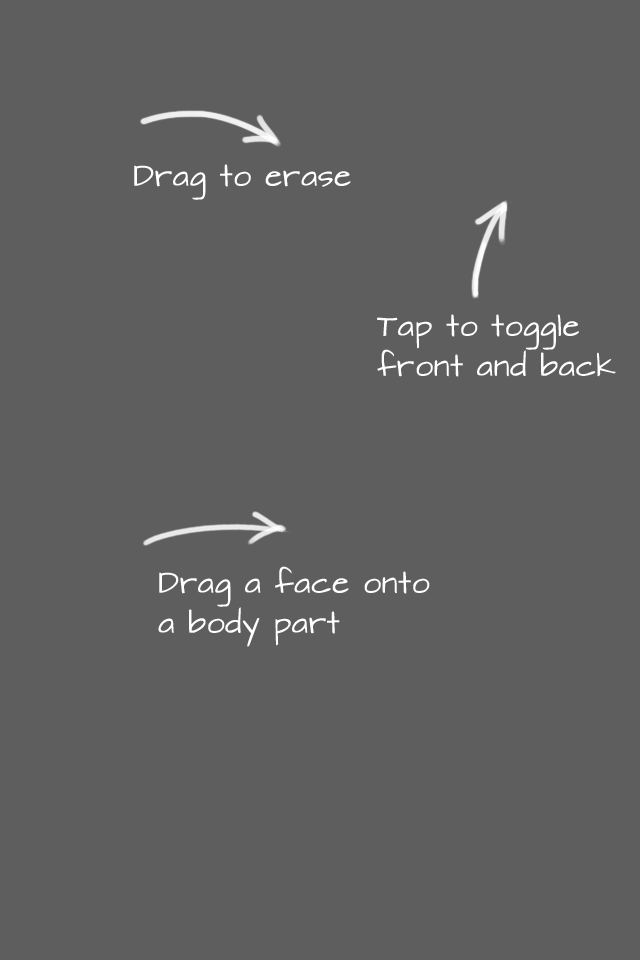 Drag to erase
Tap to toggle
front and back
Drag a face onto
a body part